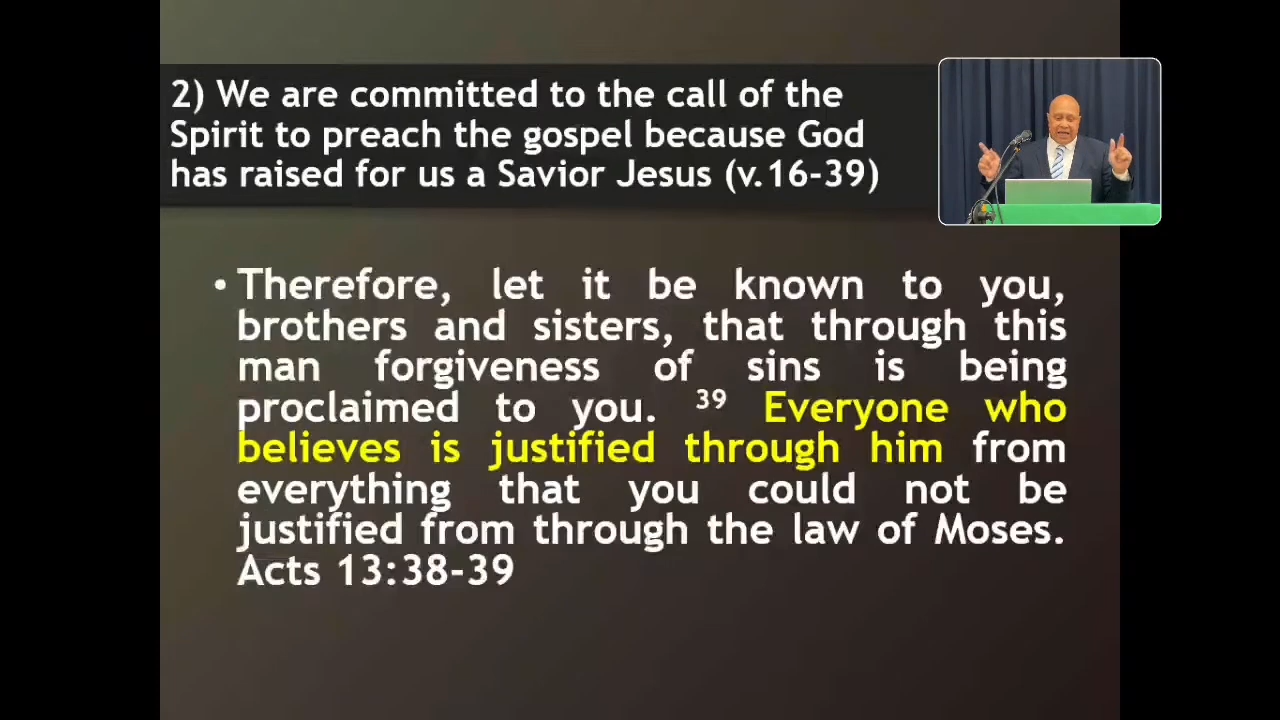 2) We are committed to the call of the
Spirit to preach the gospel because God
has raised for us a Savior Jesus (v.16-39)
• Therefore, let it be known to you,
brothers and sisters, that through this
man forgiveness of sins is being
proclaimed to you. 39 Everyone who
believes is justified through him from
everything that you could not be
justified from through the law of Moses.
Acts 13:38-39